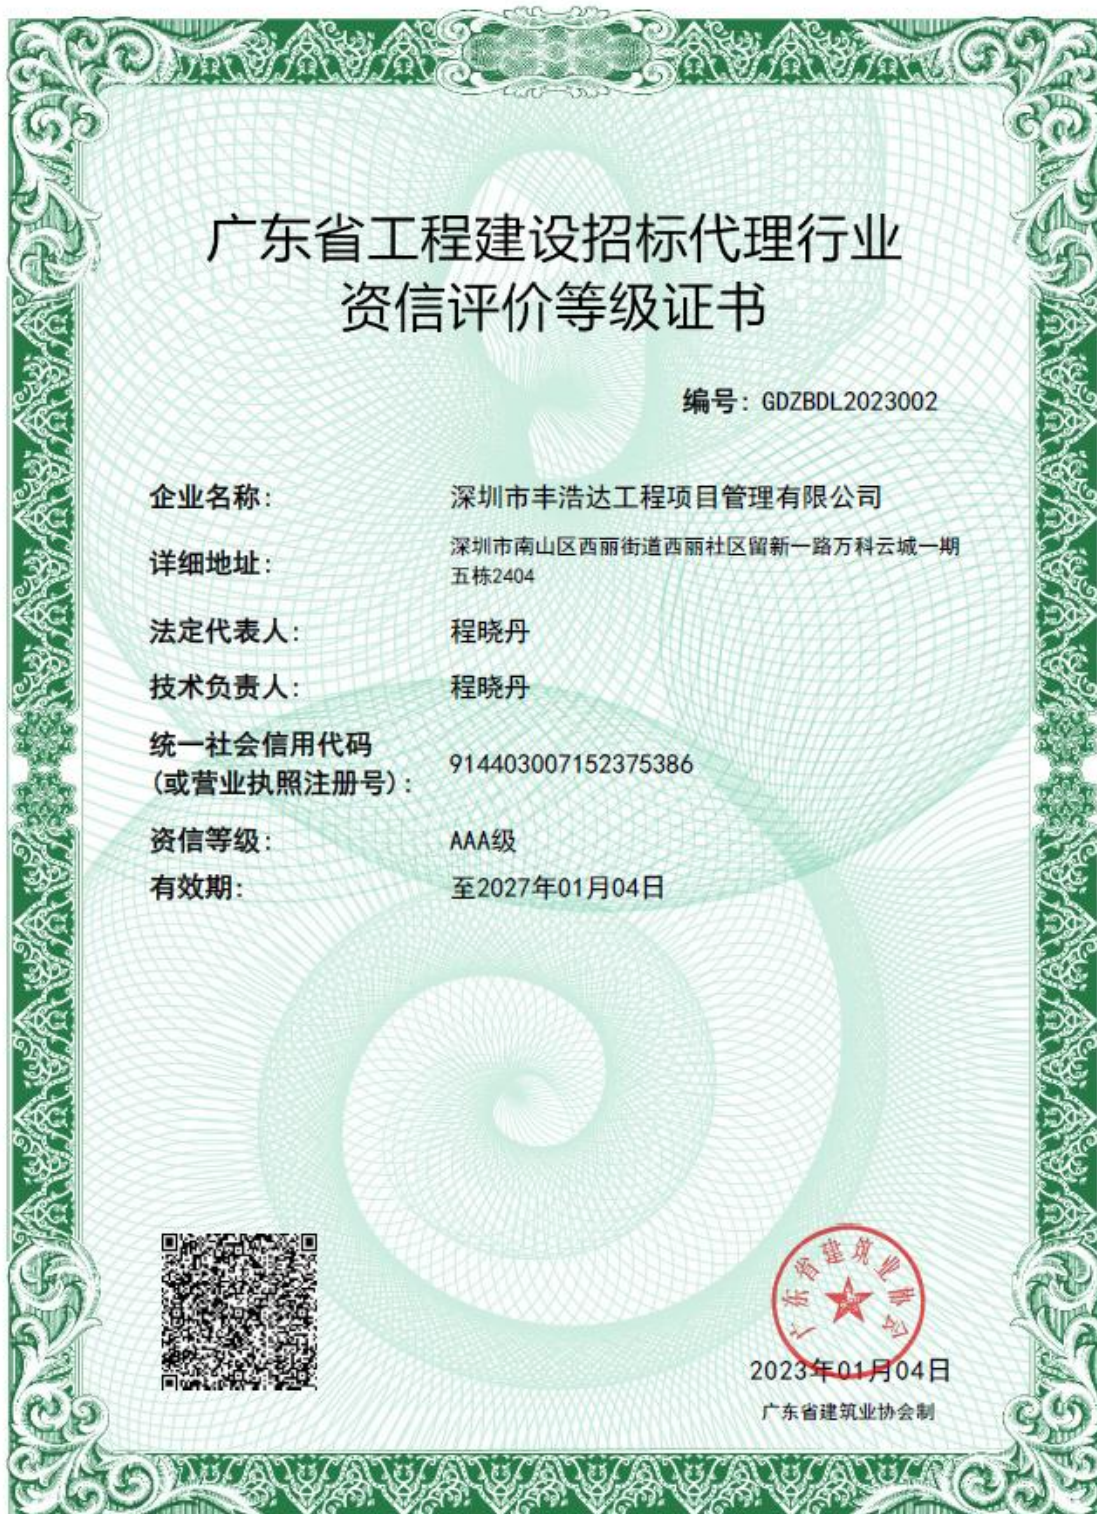 广东省工程建设招标代理行业
资信评价等级证书
编号：GDZBDL2023002
企业名称： 深圳市丰浩达工程项目管理有限公司
详细地址： 深圳市南山区西丽街道西丽社区留新一路万科云城一期
五栋2404
法定代表人： 程晓丹
技术负责人： 程晓丹
统一社会信用代码
(或营业执照注册号)： 914403007152375386
资信等级： AAA级
有效期： 至2027年01月04日
广东省建筑业协会
2023年01月04日
广东省建筑业协会制